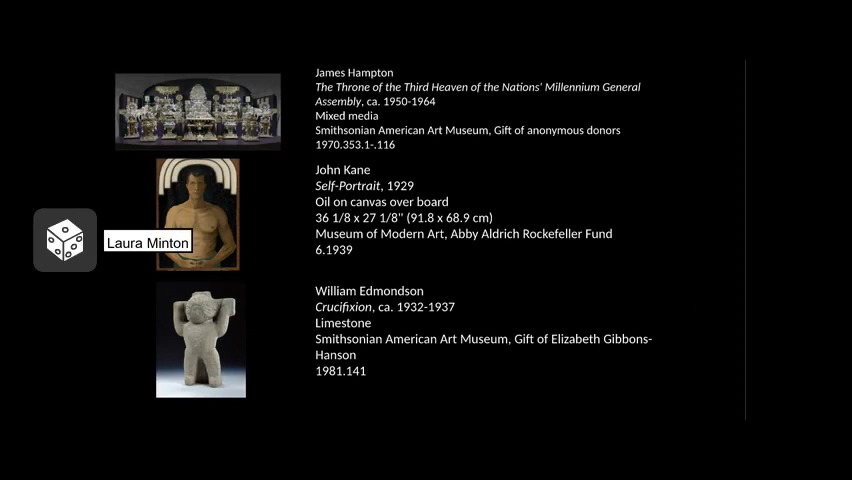 James Hampton
The Throne of the Third Heaven of the Nations' Millennium General
Assembly, ca. 1950-1964
Mixed media
Smithsonian American Art Museum, Gift of anonymous donors
1970.353.1-.116
John Kane
Self-Portrait, 1929
Oil on canvas over board
36 1/8 x 27 1/8" (91.8 x 68.9 cm)
Museum of Modern Art, Abby Aldrich Rockefeller Fund
6.1939
Laura Minton
William Edmondson
Crucifixion, ca. 1932-1937
Limestone
Smithsonian American Art Museum, Gift of Elizabeth Gibbons-
Hanson
1981.141